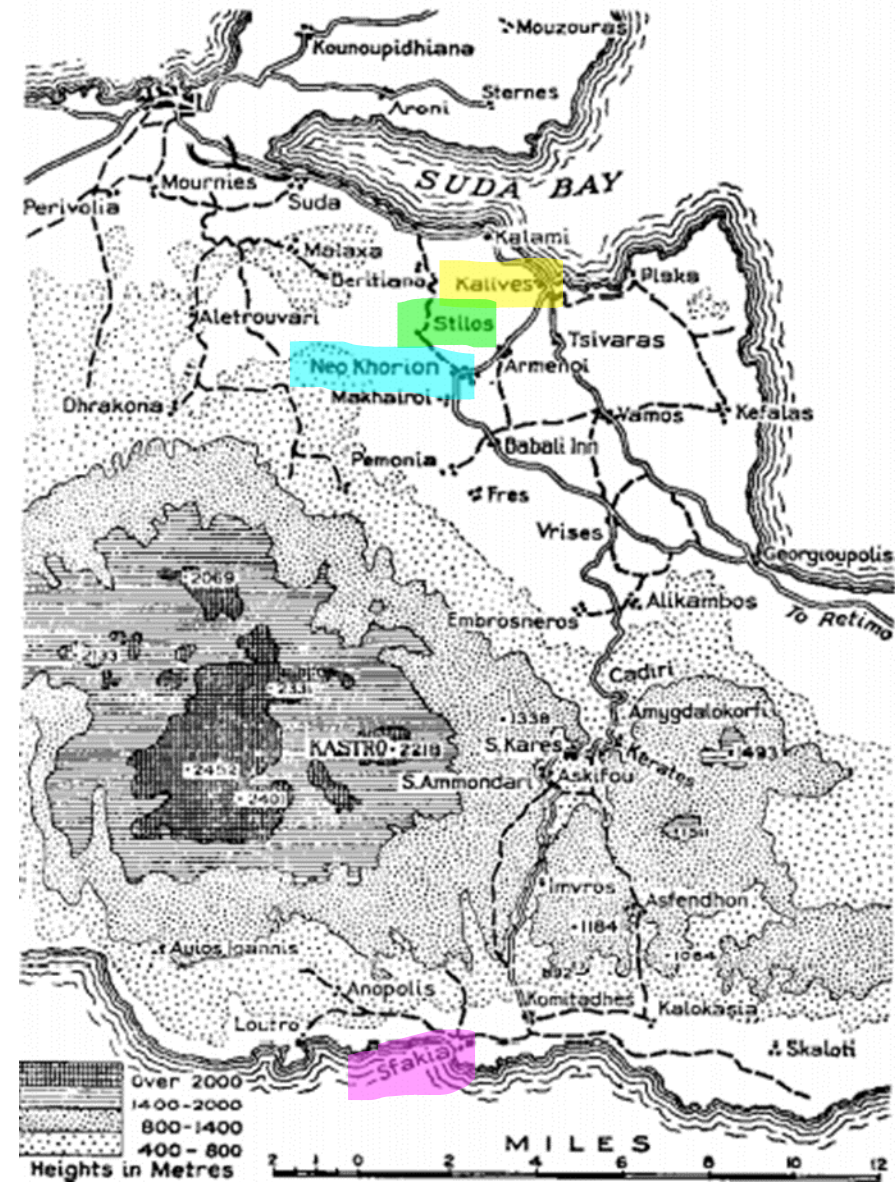 Kounoupidhiana
Mouzouras
Aroni
Sternes
SUDA BAY
Perivolia
Mournies
Suda
Malaxa
Kalami
Beritiana
Kalives
Plaka
Aletrouvari
Stilos
Tsivaras
Neo Khorion
Armenoi
Dhrakona
Makhairoi
Vamos
Kefalas
Babali Inn
Pemonia
Fres
Vrises
Georgioupolis
2069
Embrosneros
Alikambos
To Retimo
2133
Cadiri
2331
Amygdalokorfi
1338
KASTRO 2218
S. Kares
Kerates
1493
2452
S. Ammondari
Askifou
2401
1511
Imvros
Asfendhon
1184
Ayios Ioannis
1084
892
Anopolis
Komitadhes
Kalokasia
Loutro
Sfakia
Skaloti
Over 2000
1400-2000
800-1400
400-800
Heights in Metres
MILES
2 1 0 2 4 6 8 10 12